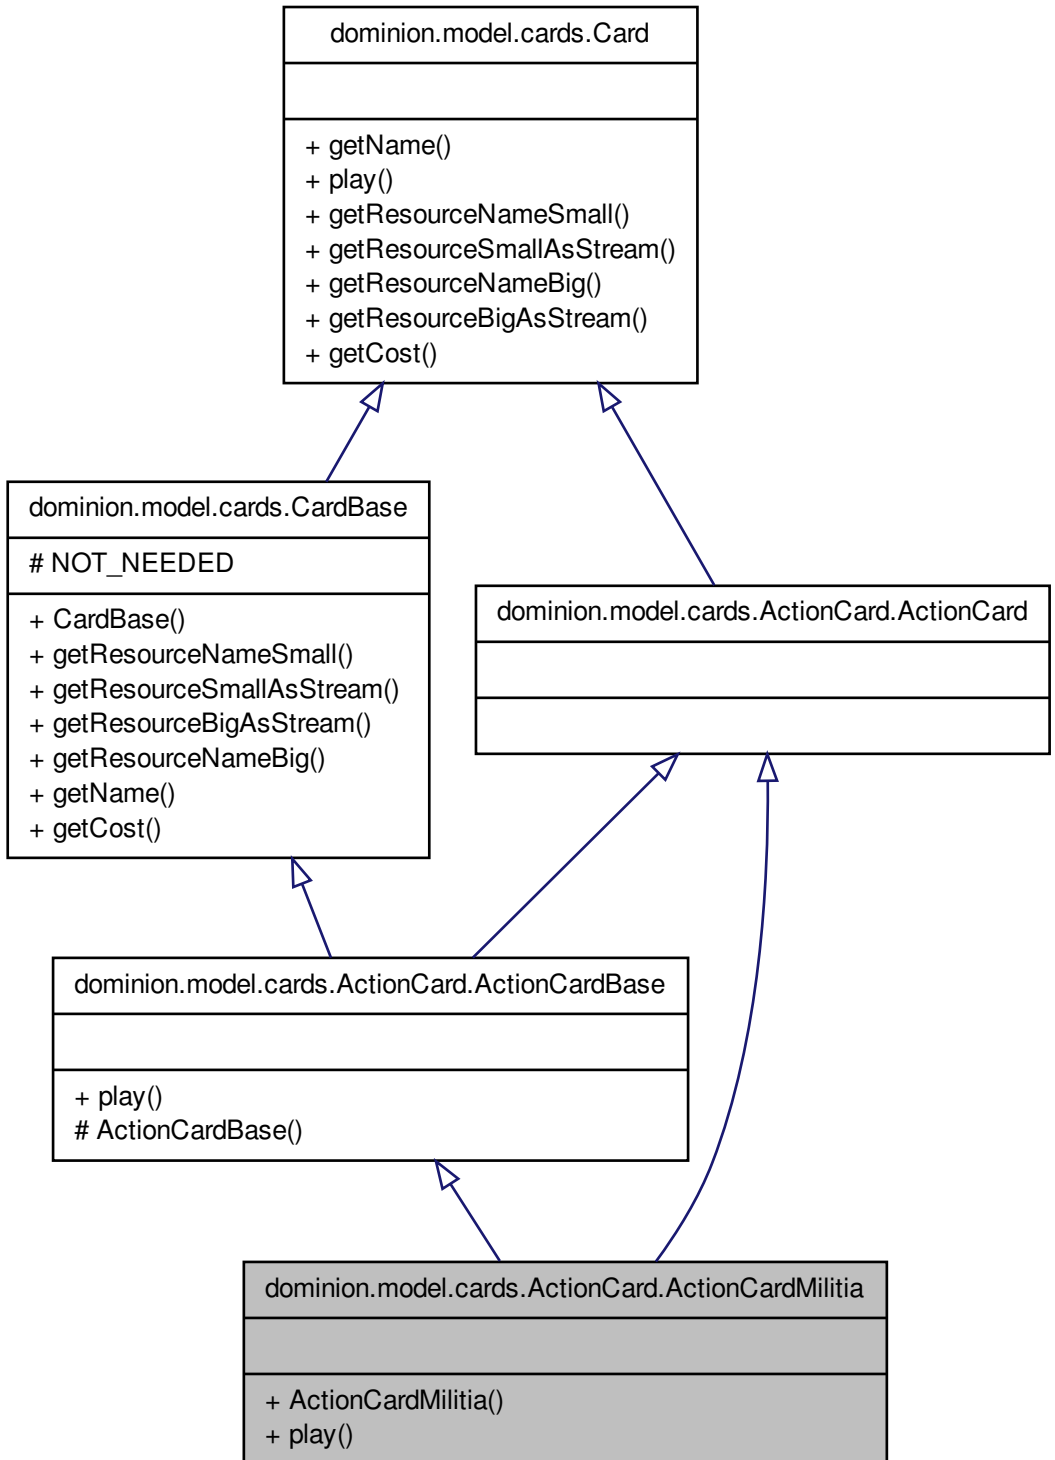 dominion.model.cards.Card
+ getName()
+ play()
+ getResourceNameSmall()
+ getResourceSmallAsStream()
+ getResourceNameBig()
+ getResourceBigAsStream()
+ getCost()
dominion.model.cards.CardBase
# NOT_NEEDED
+ CardBase()
+ getResourceNameSmall()
+ getResourceSmallAsStream()
+ getResourceBigAsStream()
+ getResourceNameBig()
+ getName()
+ getCost()
dominion.model.cards.ActionCard.ActionCard
dominion.model.cards.ActionCard.ActionCardBase
+ play()
# ActionCardBase()
dominion.model.cards.ActionCard.ActionCardMilitia
+ ActionCardMilitia()
+ play()